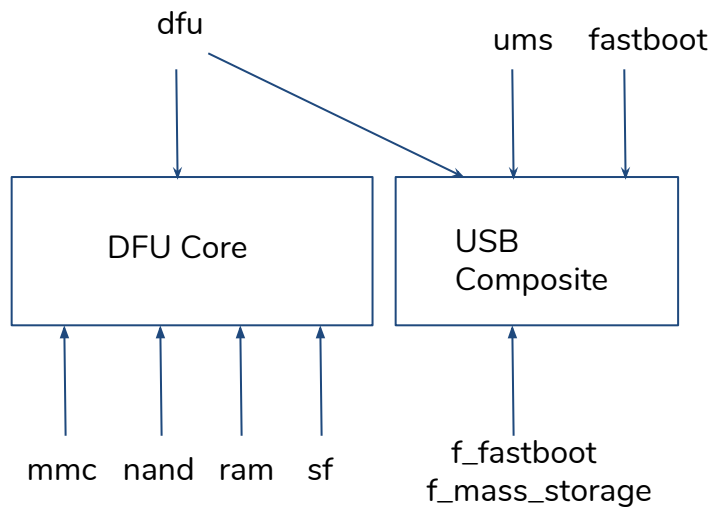 dfu
ums fastboot
DFU Core
USB
Composite
mmc nand ram sf
f_fastboot
f_mass_storage